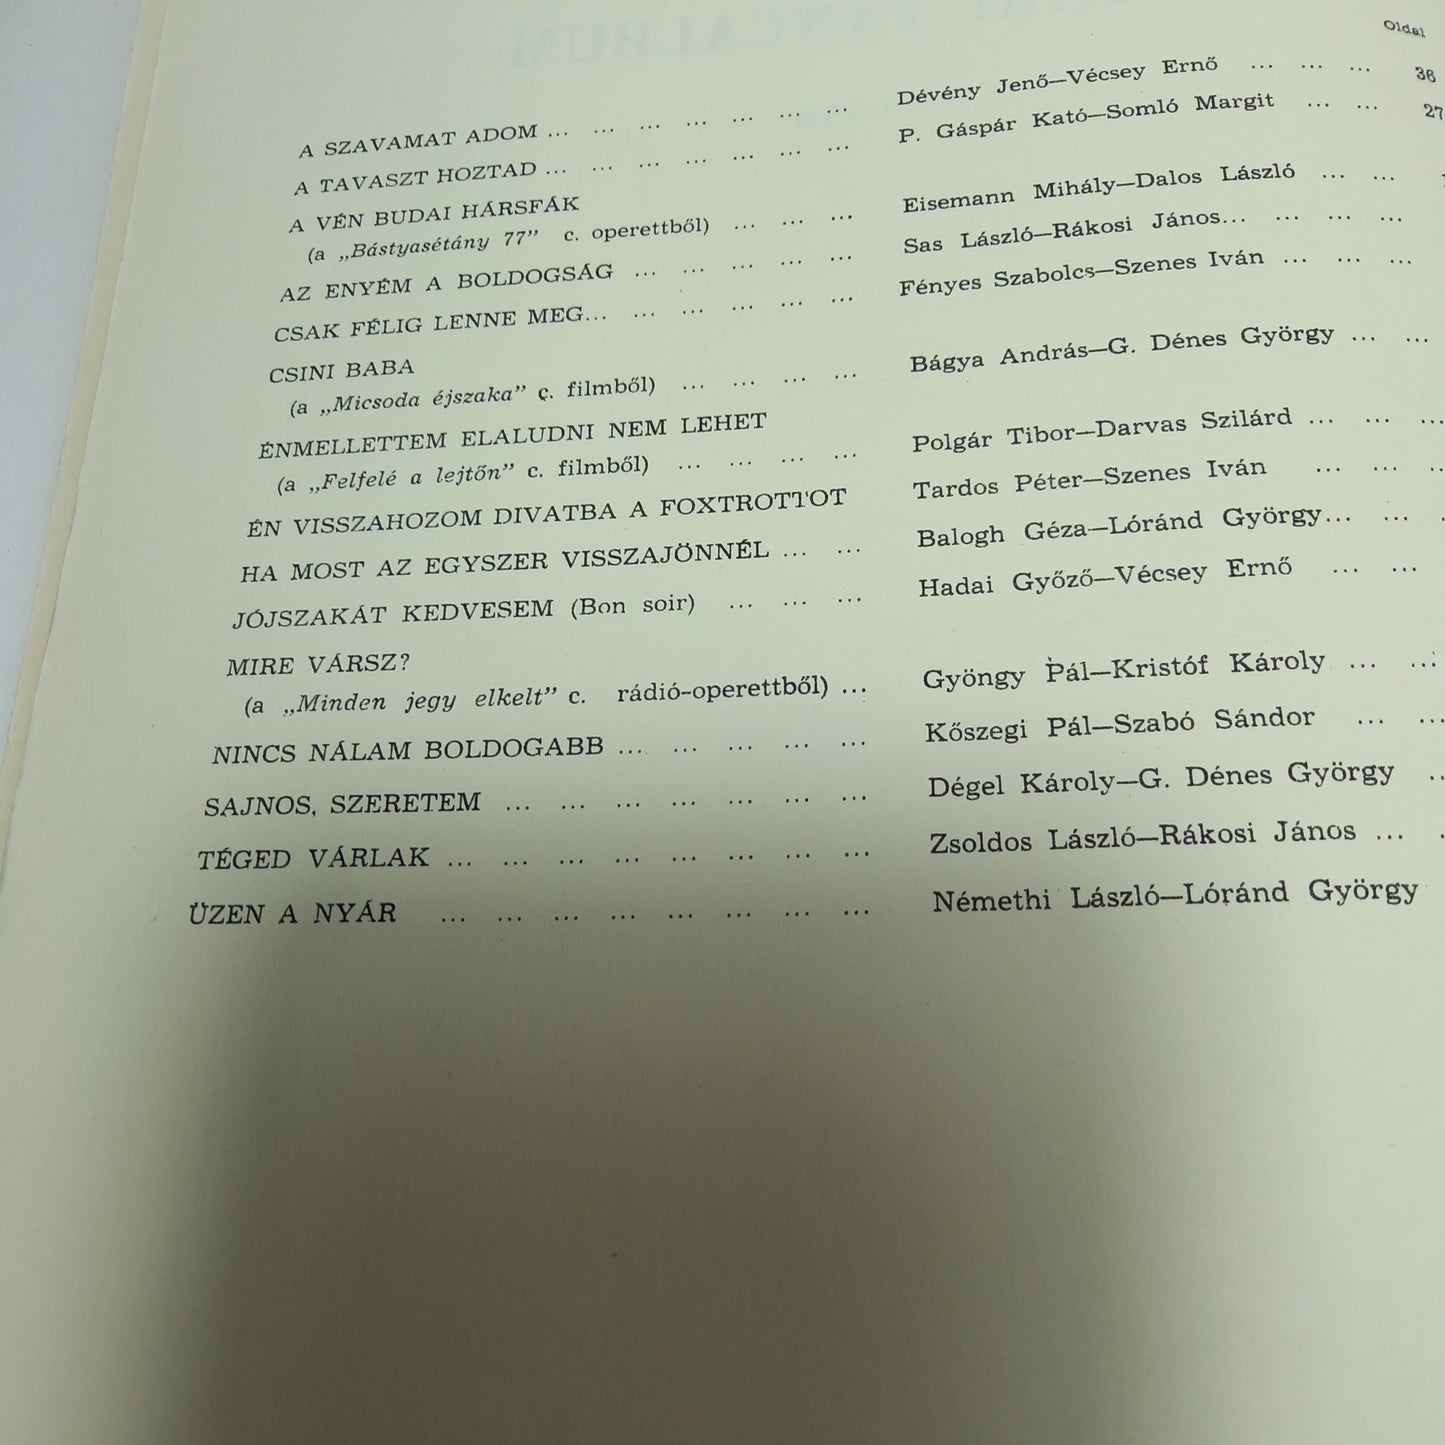 TÁNCALBUM
Oldal
A SZAVAMAT ADOM ... ... ... ... ... ... ... Dévény Jenő—Vécsey Ernő ... ... ... 36
A TAVASZT HOZTAD ... ... ... ... ... ... ... P. Gáspár Kató—Somló Margit ... ... 27
A VÉN BUDAI HÁRSFÁK
(a „Bástyasétány 77” c. operettből) ... ... ... Eisemann Mihály—Dalos László ... ...
AZ ENYÉM A BOLDOGSÁG ... ... ... ... ... Sas László—Rákosi János... ... ... ...
CSAK FÉLIG LENNE MEG... ... ... ... ... ... Fényes Szabolcs—Szenes Iván ... ... ...
CSINI BABA
(a „Micsoda éjszaka” c. filmből) ... ... ... ... Bágya András—G. Dénes György ... ...
ÉNMELLETTEM ELALUDNI NEM LEHET
(a „Felfelé a lejtőn” c. filmből) ... ... ... ... Polgár Tibor—Darvas Szilárd ... ... ...
ÉN VISSZAHOZOM DIVATBA A FOXTROTTOT Tardos Péter—Szenes Iván ... ... ...
HA MOST AZ EGYSZER VISSZAJÖNNÉL ... ... Balogh Géza—Lóránd György... ... ...
JÓJSZAKÁT KEDVESEM (Bon soir) ... ... ... Hadai Győző—Vécsey Ernő ... ...
MIRE VÁRSZ?
(a „Minden jegy elkelt” c. rádió-operettből) ... Gyöngy Pál—Kristóf Károly ... ...
NINCS NÁLAM BOLDOGABB ... ... ... ... ... Kőszegi Pál—Szabó Sándor ... ...
SAJNOS, SZERETEM ... ... ... ... ... ... ... Dégel Károly—G. Dénes György ...
TÉGED VÁRLAK ... ... ... ... ... ... ... ... Zsoldos László—Rákosi János ... ...
ÜZEN A NYÁR ... ... ... ... ... ... ... ... Némethi László—Lóránd György